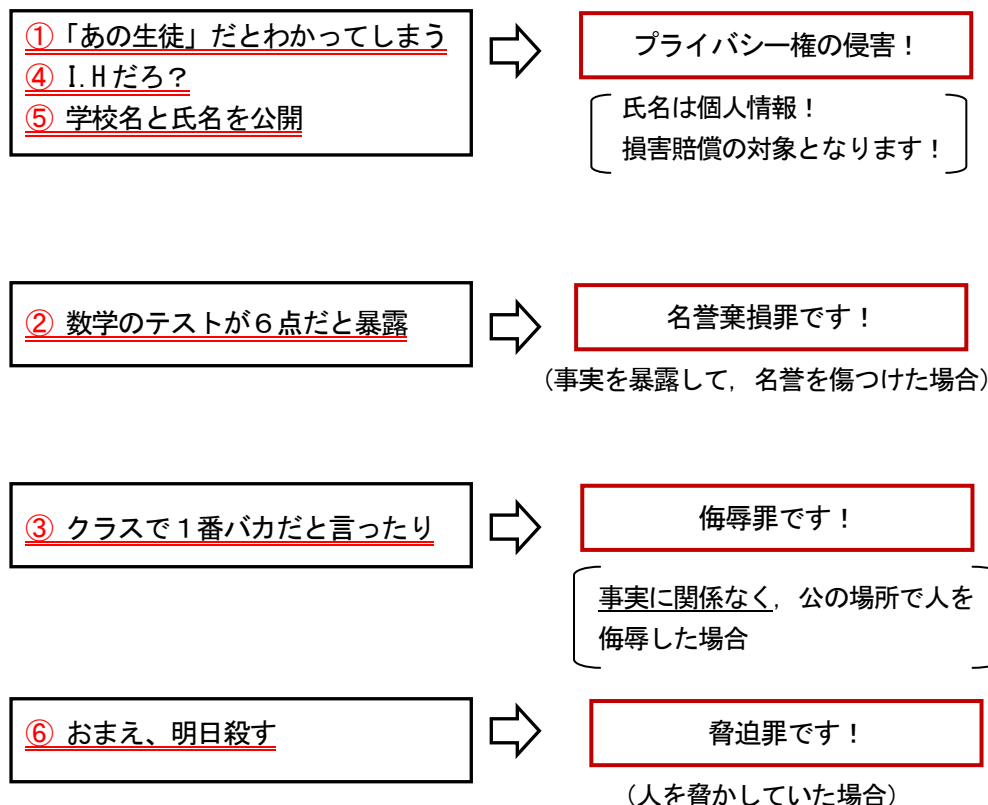 ①「あの生徒」だとわかってしまう
④ I.Hだろ？
⑤ 学校名と氏名を公開
プライバシー権の侵害！
氏名は個人情報！
損害賠償の対象となります！
② 数学のテストが６点だと暴露
名誉棄損罪です！
（事実を暴露して，名誉を傷つけた場合）
③ クラスで１番バカだと言ったり
侮辱罪です！
事実に関係なく，公の場所で人を
侮辱した場合
⑥ おまえ、明日殺す
脅迫罪です！
（人を脅かしていた場合）